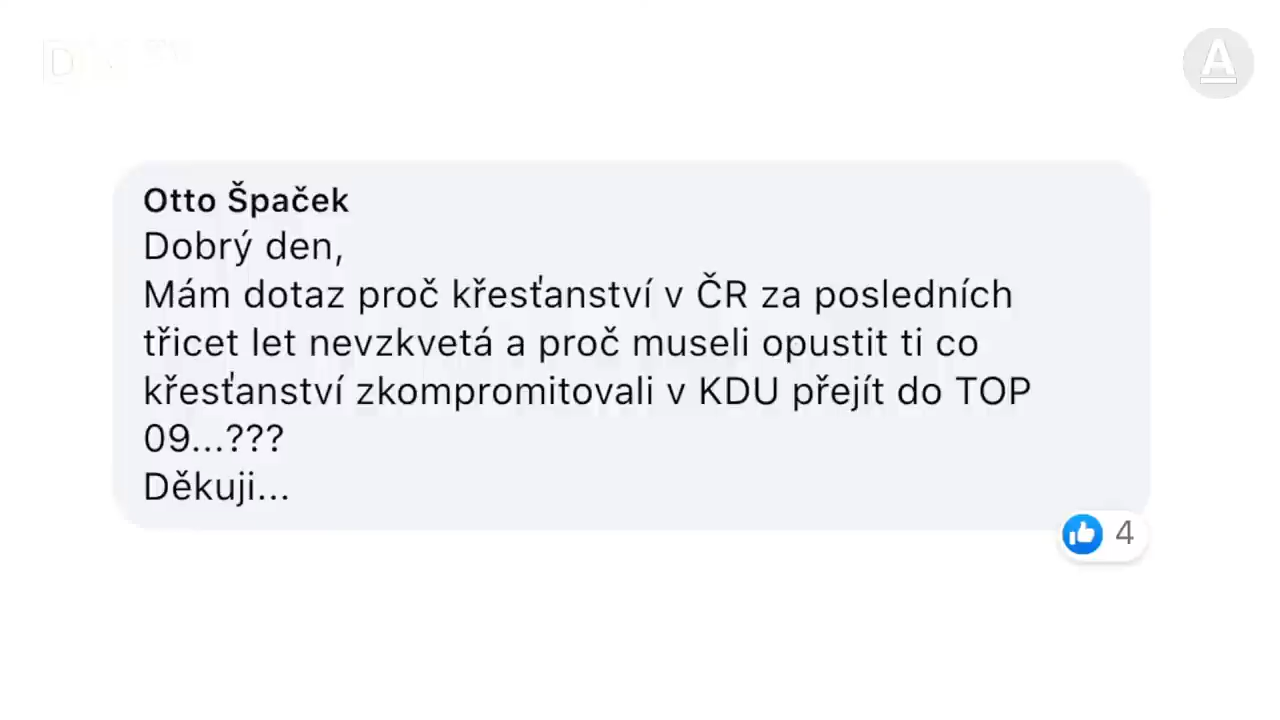 A
Otto Špaček
Dobrý den,
Mám dotaz proč křesťanství v ČR za posledních
třicet let nevzkvetá a proč museli opustit ti co
křesťanství zkompromitovali v KDU přejít do TOP
09...???
Děkuji...
4